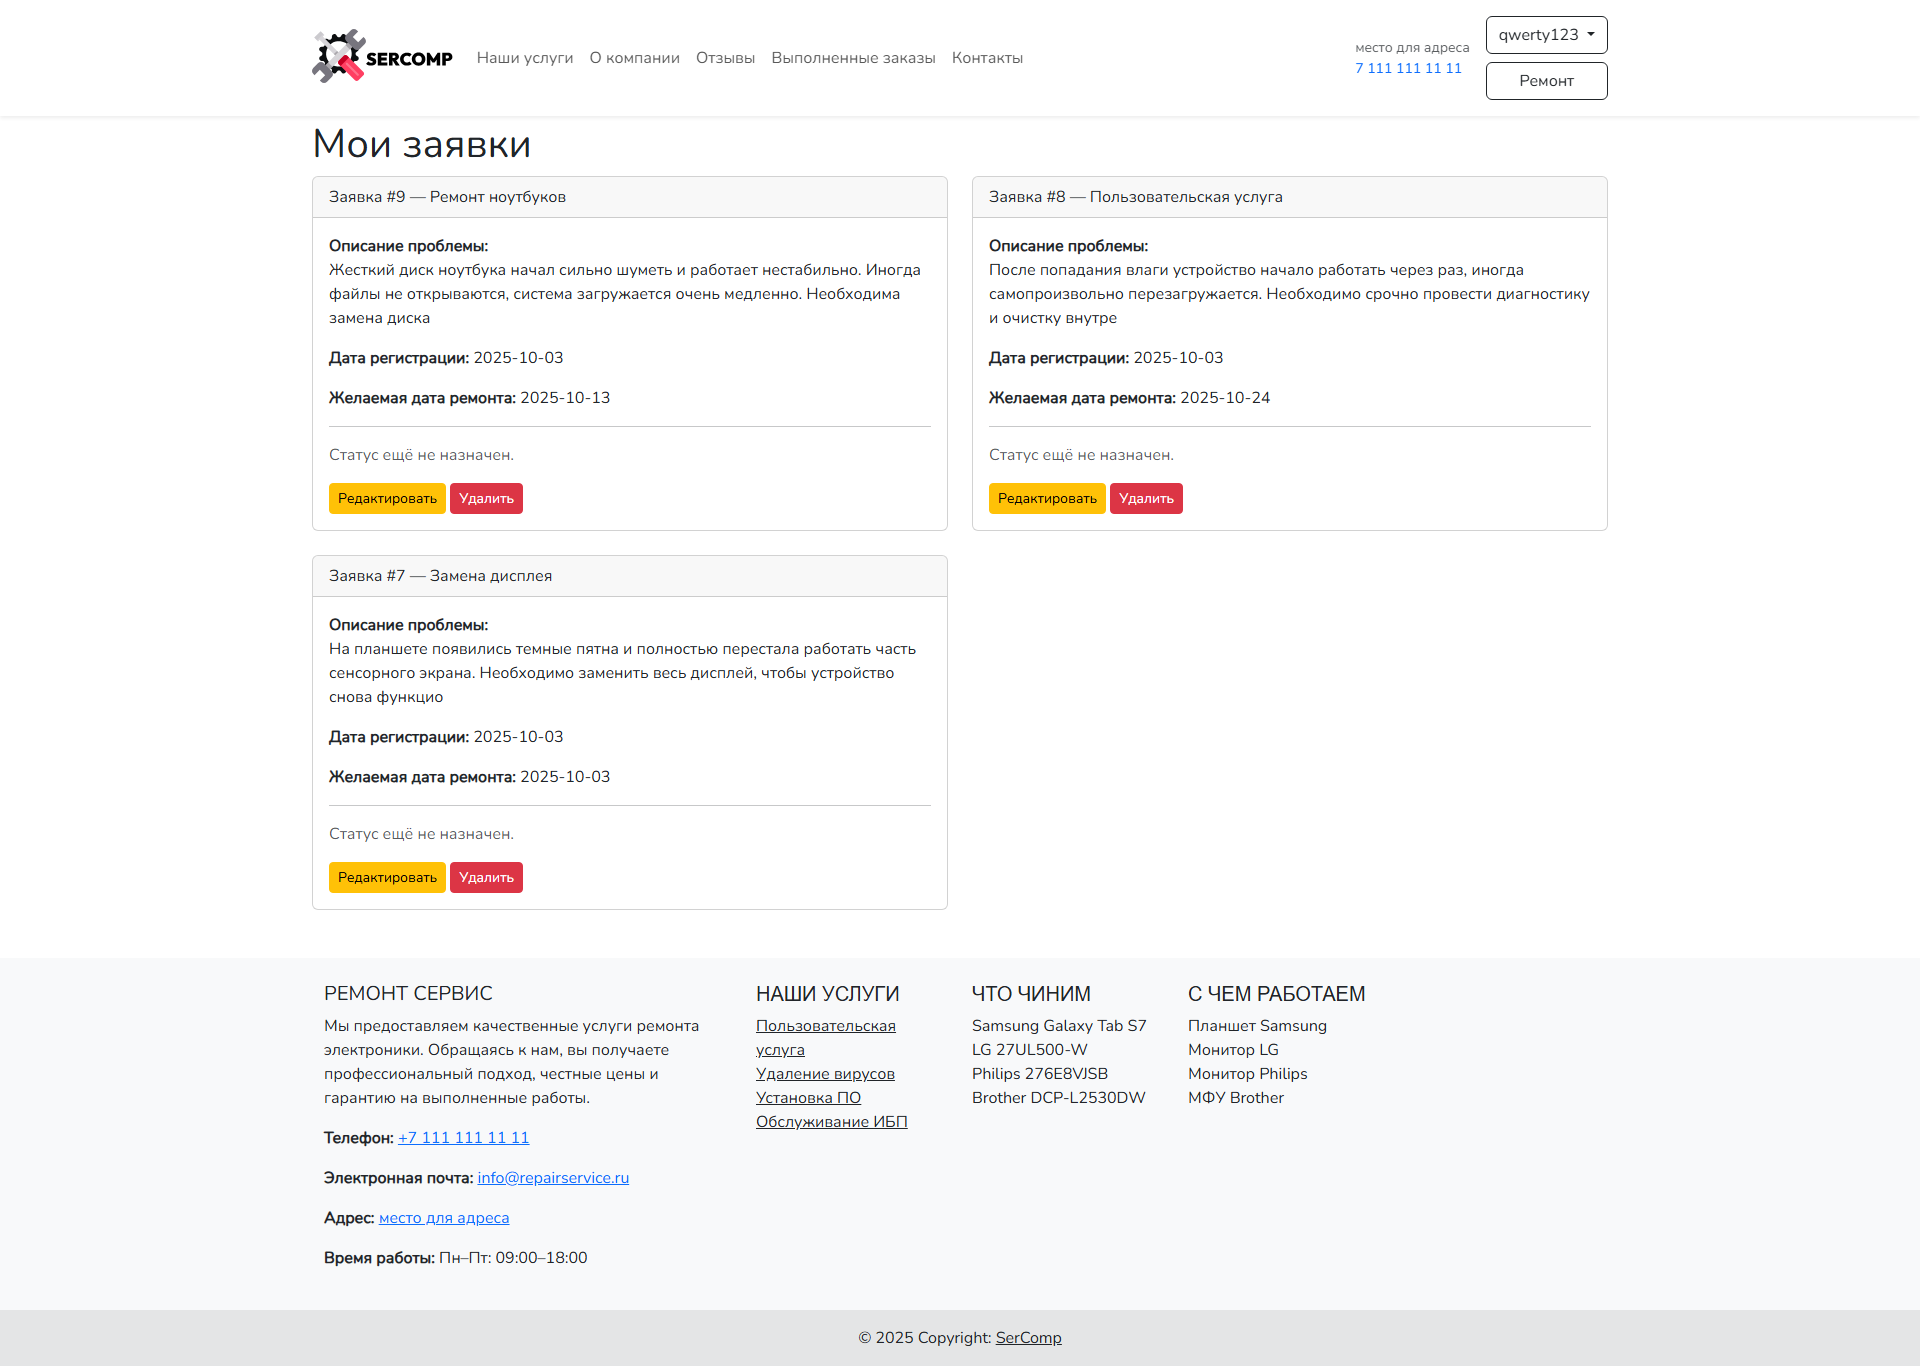 SERCOMP
Наши услуги
О компании
Отзывы
Выполненные заказы
Контакты
место для адреса
7 111 111 11 11
qwerty123
Ремонт
Мои заявки
Заявка #9 — Ремонт ноутбуков
Описание проблемы:
Жесткий диск ноутбука начал сильно шуметь и работает нестабильно. Иногда
файлы не открываются, система загружается очень медленно. Необходима
замена диска
Дата регистрации: 2025-10-03
Желаемая дата ремонта: 2025-10-13
Статус ещё не назначен.
Редактировать
Удалить
Заявка #8 — Пользовательская услуга
Описание проблемы:
После попадания влаги устройство начало работать через раз, иногда
самопроизвольно перезагружается. Необходимо срочно провести диагностику
и очистку внутре
Дата регистрации: 2025-10-03
Желаемая дата ремонта: 2025-10-24
Статус ещё не назначен.
Редактировать
Удалить
Заявка #7 — Замена дисплея
Описание проблемы:
На планшете появились темные пятна и полностью перестала работать часть
сенсорного экрана. Необходимо заменить весь дисплей, чтобы устройство
снова функцио
Дата регистрации: 2025-10-03
Желаемая дата ремонта: 2025-10-03
Статус ещё не назначен.
Редактировать
Удалить
РЕМОНТ СЕРВИС
Мы предоставляем качественные услуги ремонта
электроники. Обращаясь к нам, вы получаете
профессиональный подход, честные цены и
гарантию на выполненные работы.
Телефон: +7 111 111 11 11
Электронная почта: info@repairservice.ru
Адрес: место для адреса
Время работы: Пн–Пт: 09:00–18:00
НАШИ УСЛУГИ
Пользовательская
услуга
Удаление вирусов
Установка ПО
Обслуживание ИБП
ЧТО ЧИНИМ
Samsung Galaxy Tab S7
LG 27UL500-W
Philips 276E8VJSB
Brother DCP-L2530DW
С ЧЕМ РАБОТАЕМ
Планшет Samsung
Монитор LG
Монитор Philips
МФУ Brother
© 2025 Copyright: SerComp